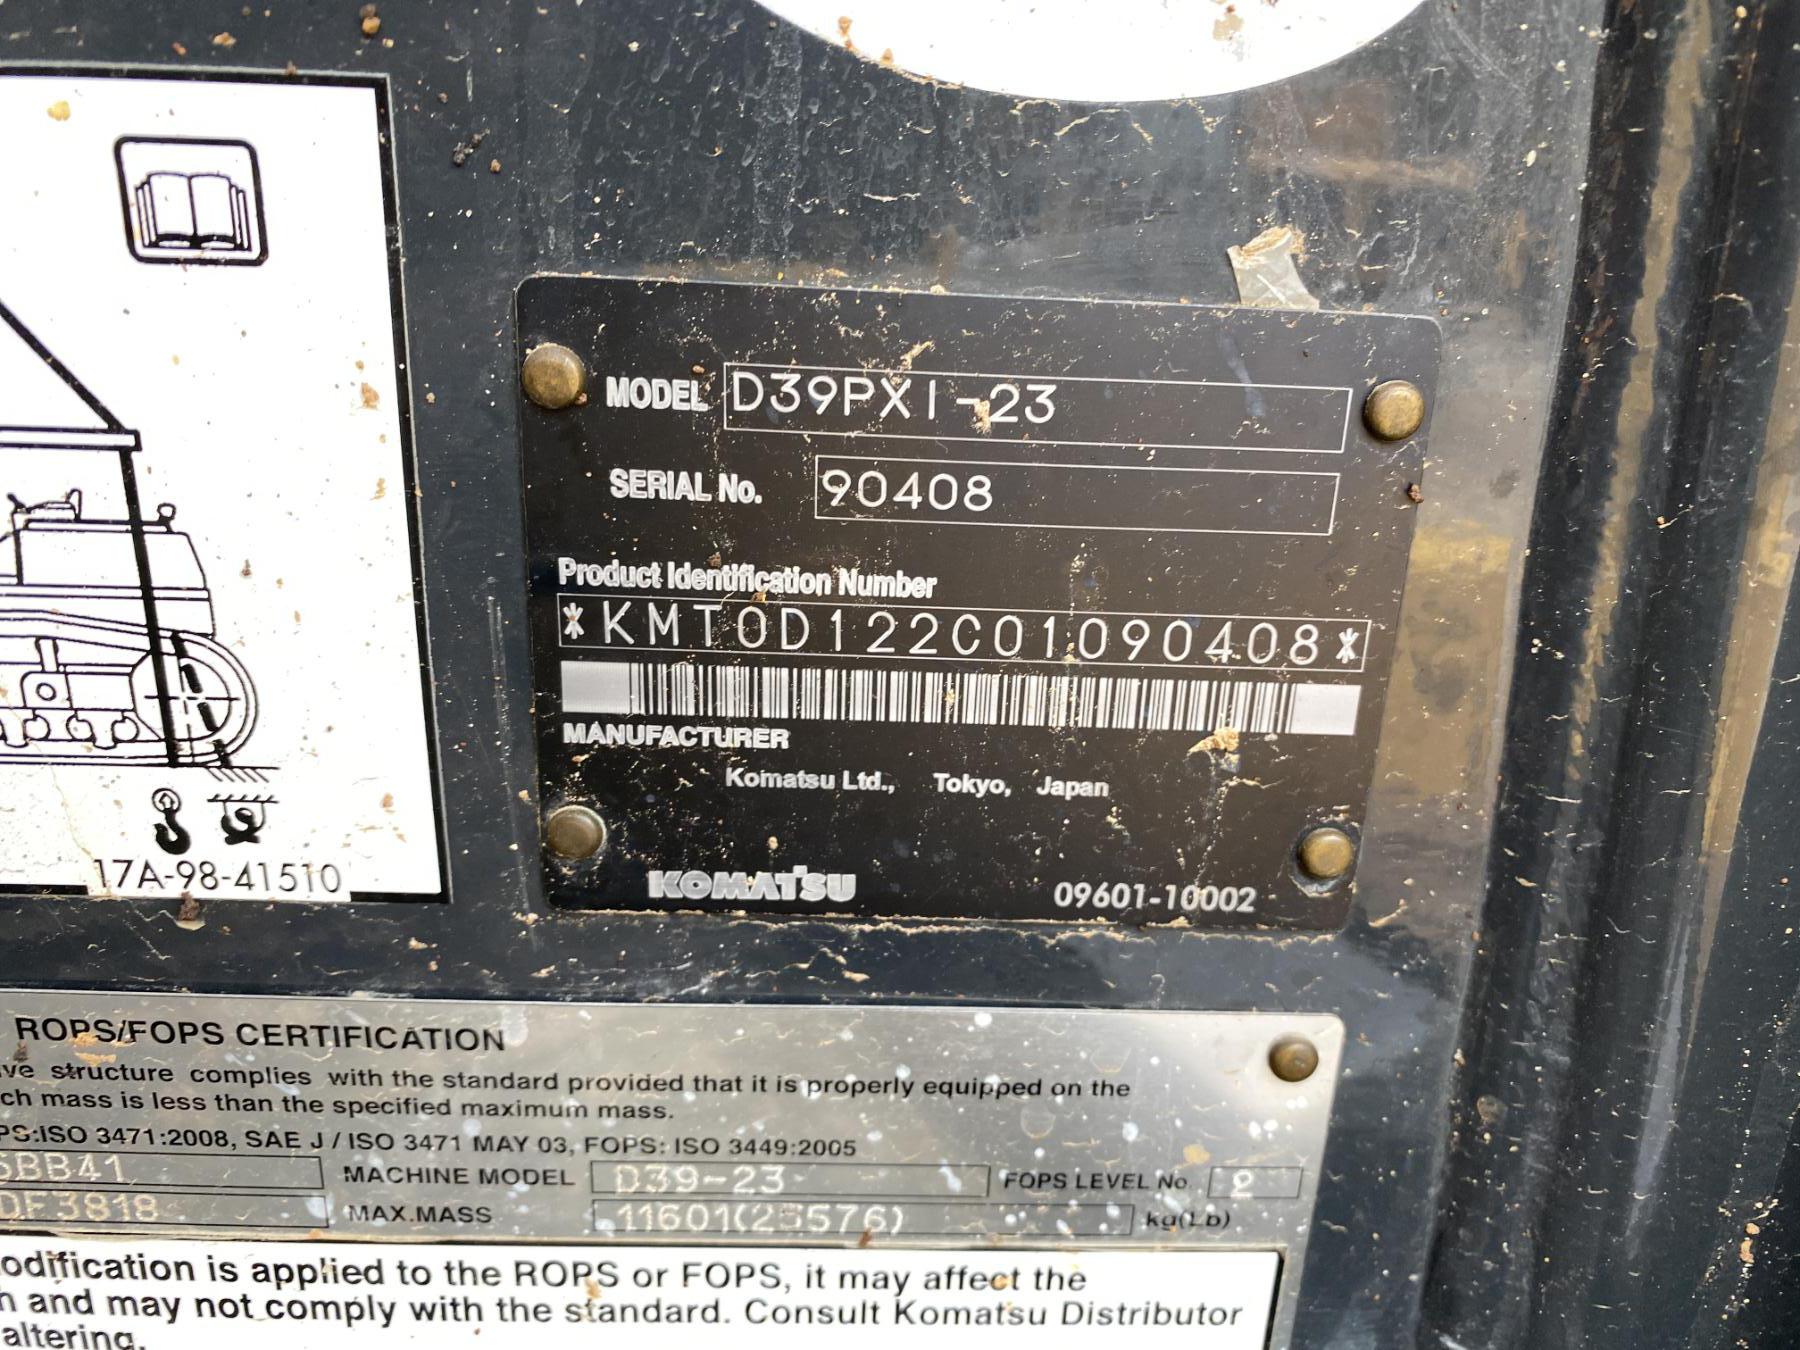 MODEL D39PXI-23
SERIAL No. 90408
Product Identification Number
*KMT0D122C01090408*
MANUFACTURER
Komatsu Ltd., Tokyo, Japan
KOMATSU 09601-10002
17A-98-41510
ROPS/FOPS CERTIFICATION
structure complies with the standard provided that it is properly equipped on the
mass is less than the specified maximum mass.
ISO 3471:2008, SAE J / ISO 3471 MAY 03, FOPS: ISO 3449:2005
BB41 MACHINE MODEL D39-23 FOPS LEVEL No. 2
DF3818 MAX.MASS 11601(25576) kg(Lb)
odification is applied to the ROPS or FOPS, it may affect the
and may not comply with the standard. Consult Komatsu Distributor
altering.